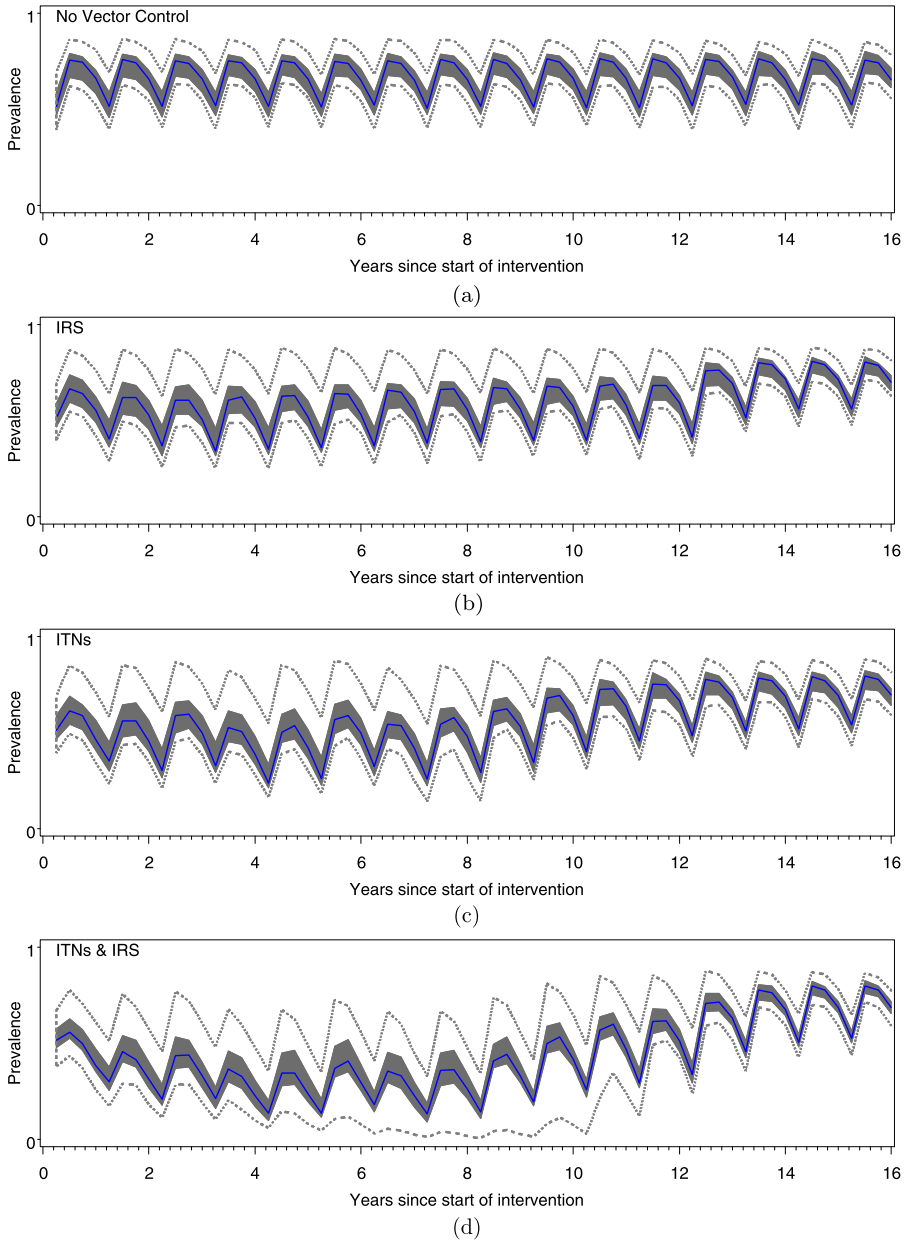 No Vector Control
1
Prevalence
0
0 2 4 6 8 10 12 14 16
Years since start of intervention
(a)
IRS
1
Prevalence
0
0 2 4 6 8 10 12 14 16
Years since start of intervention
(b)
ITNs
1
Prevalence
0
0 2 4 6 8 10 12 14 16
Years since start of intervention
(c)
ITNs & IRS
1
Prevalence
0
0 2 4 6 8 10 12 14 16
Years since start of intervention
(d)